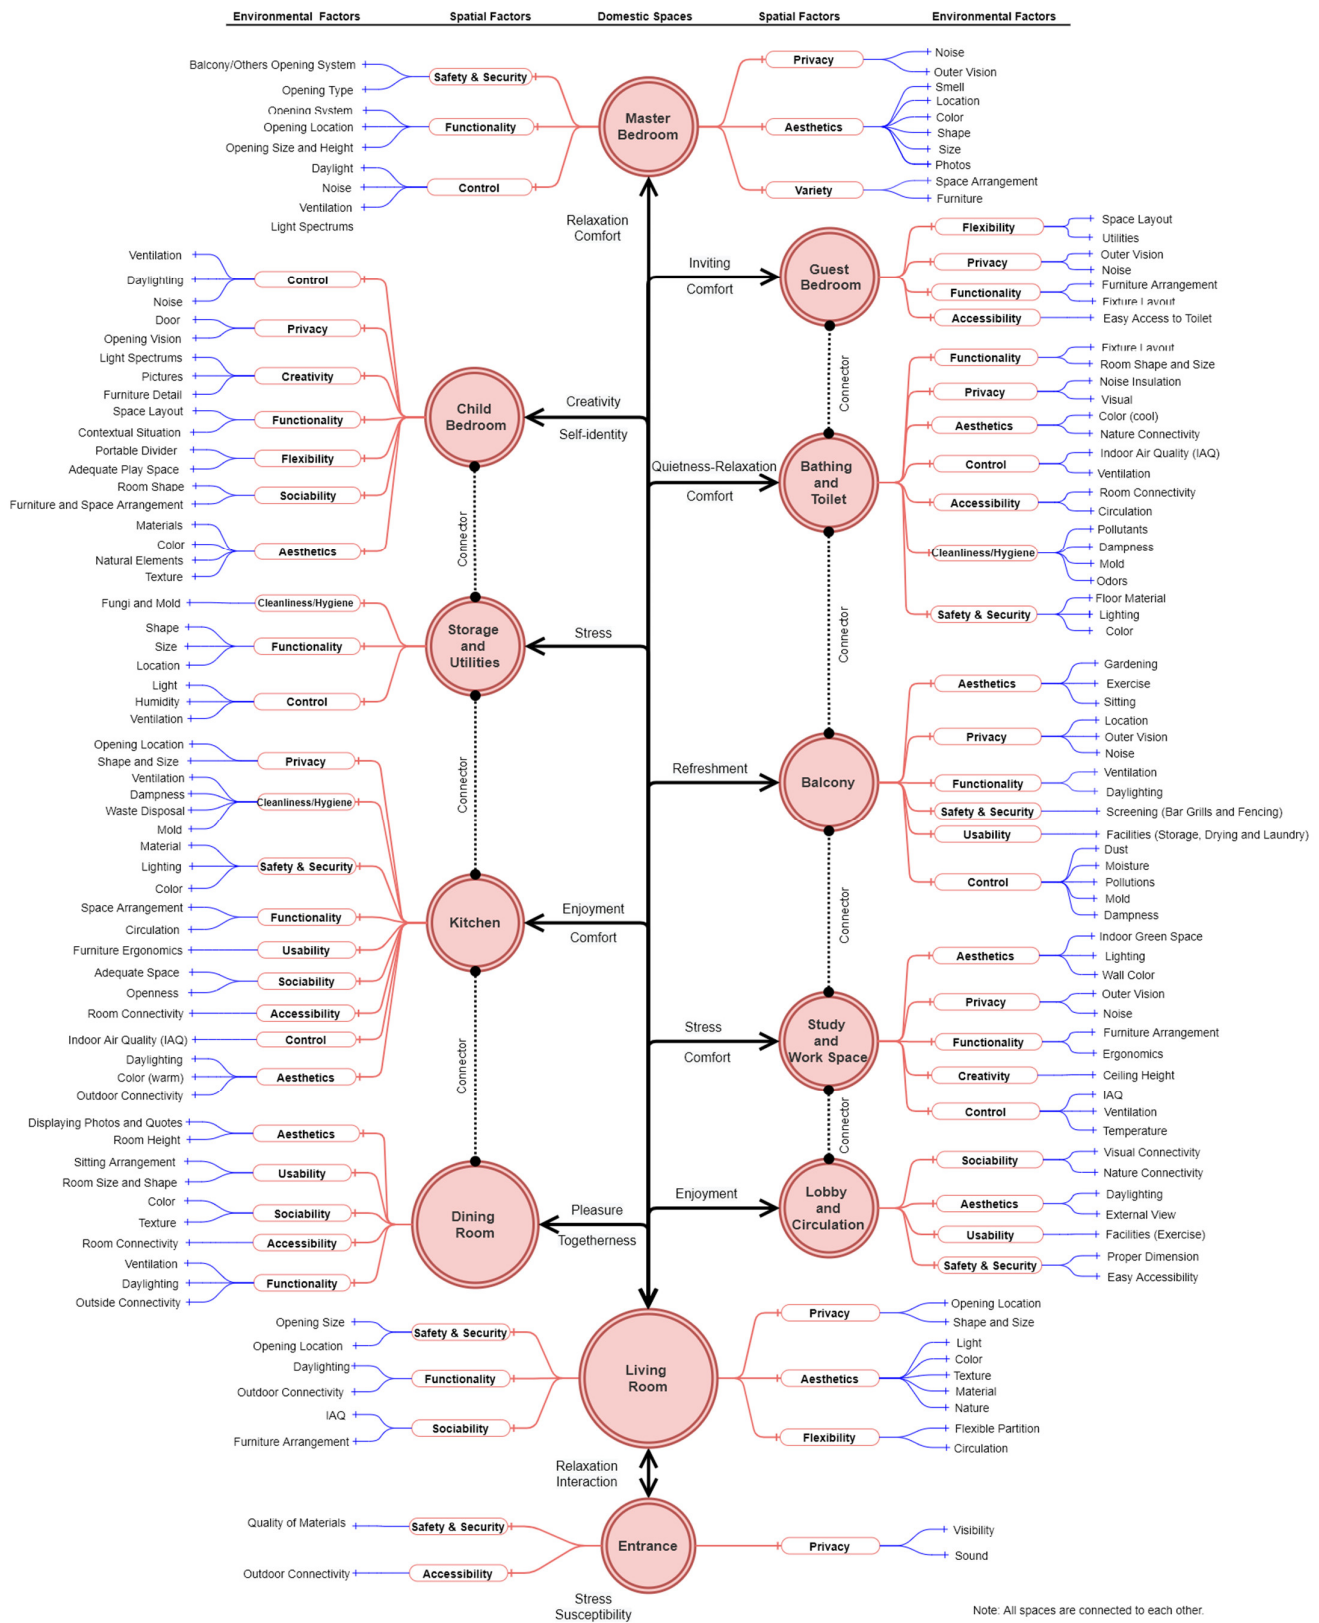 Environmental Factors
Spatial Factors
Domestic Spaces
Spatial Factors
Environmental Factors
Balcony/Others Opening System
Opening Type
Safety & Security
Opening System
Opening Location
Opening Size and Height
Functionality
Daylight
Noise
Ventilation
Light Spectrums
Control
Master
Bedroom
Privacy
Noise
Outer Vision
Aesthetics
Smell
Location
Color
Shape
Size
Photos
Variety
Space Arrangement
Furniture
Relaxation
Comfort
Inviting
Comfort
Guest
Bedroom
Flexibility
Space Layout
Utilities
Privacy
Outer Vision
Noise
Functionality
Furniture Arrangement
Fixture Layout
Accessibility
Easy Access to Toilet
Connector
Ventilation
Daylighting
Noise
Control
Door
Opening Vision
Privacy
Light Spectrums
Pictures
Furniture Detail
Creativity
Space Layout
Contextual Situation
Functionality
Portable Divider
Adequate Play Space
Flexibility
Room Shape
Furniture and Space Arrangement
Sociability
Materials
Color
Natural Elements
Texture
Aesthetics
Child
Bedroom
Creativity
Self-identity
Connector
Quietness-Relaxation
Comfort
Bathing
and
Toilet
Functionality
Fixture Layout
Room Shape and Size
Privacy
Noise Insulation
Visual
Aesthetics
Color (cool)
Nature Connectivity
Control
Indoor Air Quality (IAQ)
Ventilation
Accessibility
Room Connectivity
Circulation
Cleanliness/Hygiene
Pollutants
Dampness
Mold
Odors
Safety & Security
Floor Material
Lighting
Color
Connector
Fungi and Mold
Cleanliness/Hygiene
Shape
Size
Location
Functionality
Light
Humidity
Ventilation
Control
Storage
and
Utilities
Stress
Connector
Refreshment
Balcony
Aesthetics
Gardening
Exercise
Sitting
Privacy
Location
Outer Vision
Noise
Functionality
Ventilation
Daylighting
Safety & Security
Screening (Bar Grills and Fencing)
Usability
Facilities (Storage, Drying and Laundry)
Control
Dust
Moisture
Pollutions
Mold
Dampness
Connector
Opening Location
Shape and Size
Privacy
Ventilation
Dampness
Waste Disposal
Mold
Cleanliness/Hygiene
Material
Lighting
Color
Safety & Security
Space Arrangement
Circulation
Functionality
Furniture Ergonomics
Usability
Adequate Space
Openness
Sociability
Room Connectivity
Accessibility
Indoor Air Quality (IAQ)
Control
Daylighting
Color (warm)
Outdoor Connectivity
Aesthetics
Kitchen
Enjoyment
Comfort
Connector
Stress
Comfort
Study
and
Work Space
Aesthetics
Indoor Green Space
Lighting
Wall Color
Privacy
Outer Vision
Noise
Functionality
Furniture Arrangement
Ergonomics
Creativity
Ceiling Height
Control
IAQ
Ventilation
Temperature
Connector
Displaying Photos and Quotes
Room Height
Aesthetics
Sitting Arrangement
Room Size and Shape
Usability
Color
Texture
Sociability
Room Connectivity
Accessibility
Ventilation
Daylighting
Outside Connectivity
Functionality
Dining
Room
Pleasure
Togetherness
Enjoyment
Lobby
and
Circulation
Sociability
Visual Connectivity
Nature Connectivity
Aesthetics
Daylighting
External View
Usability
Facilities (Exercise)
Safety & Security
Proper Dimension
Easy Accessibility
Opening Size
Opening Location
Safety & Security
Daylighting
Outdoor Connectivity
Functionality
IAQ
Furniture Arrangement
Sociability
Living
Room
Privacy
Opening Location
Shape and Size
Aesthetics
Light
Color
Texture
Material
Nature
Flexibility
Flexible Partition
Circulation
Relaxation
Interaction
Quality of Materials
Safety & Security
Outdoor Connectivity
Accessibility
Entrance
Privacy
Visibility
Sound
Stress
Susceptibility
Note: All spaces are connected to each other.